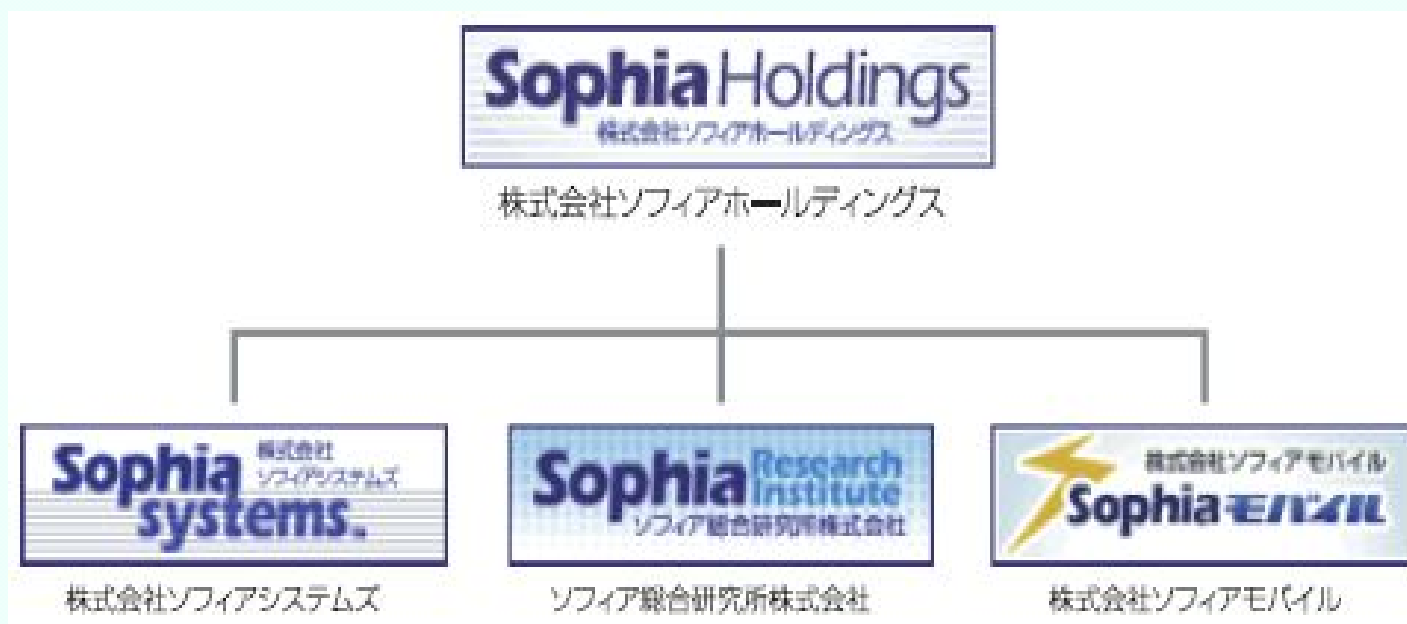 Sophia Holdings
株式会社ソフィアホールディングス
株式会社ソフィアホールディングス
Sophia systems.
株式会社
ソフィアシステムズ
株式会社ソフィアシステムズ
Sophia Research Institute
ソフィア総合研究所株式会社
ソフィア総合研究所株式会社
株式会社ソフィアモバイル
Sophiaモバイル
株式会社ソフィアモバイル